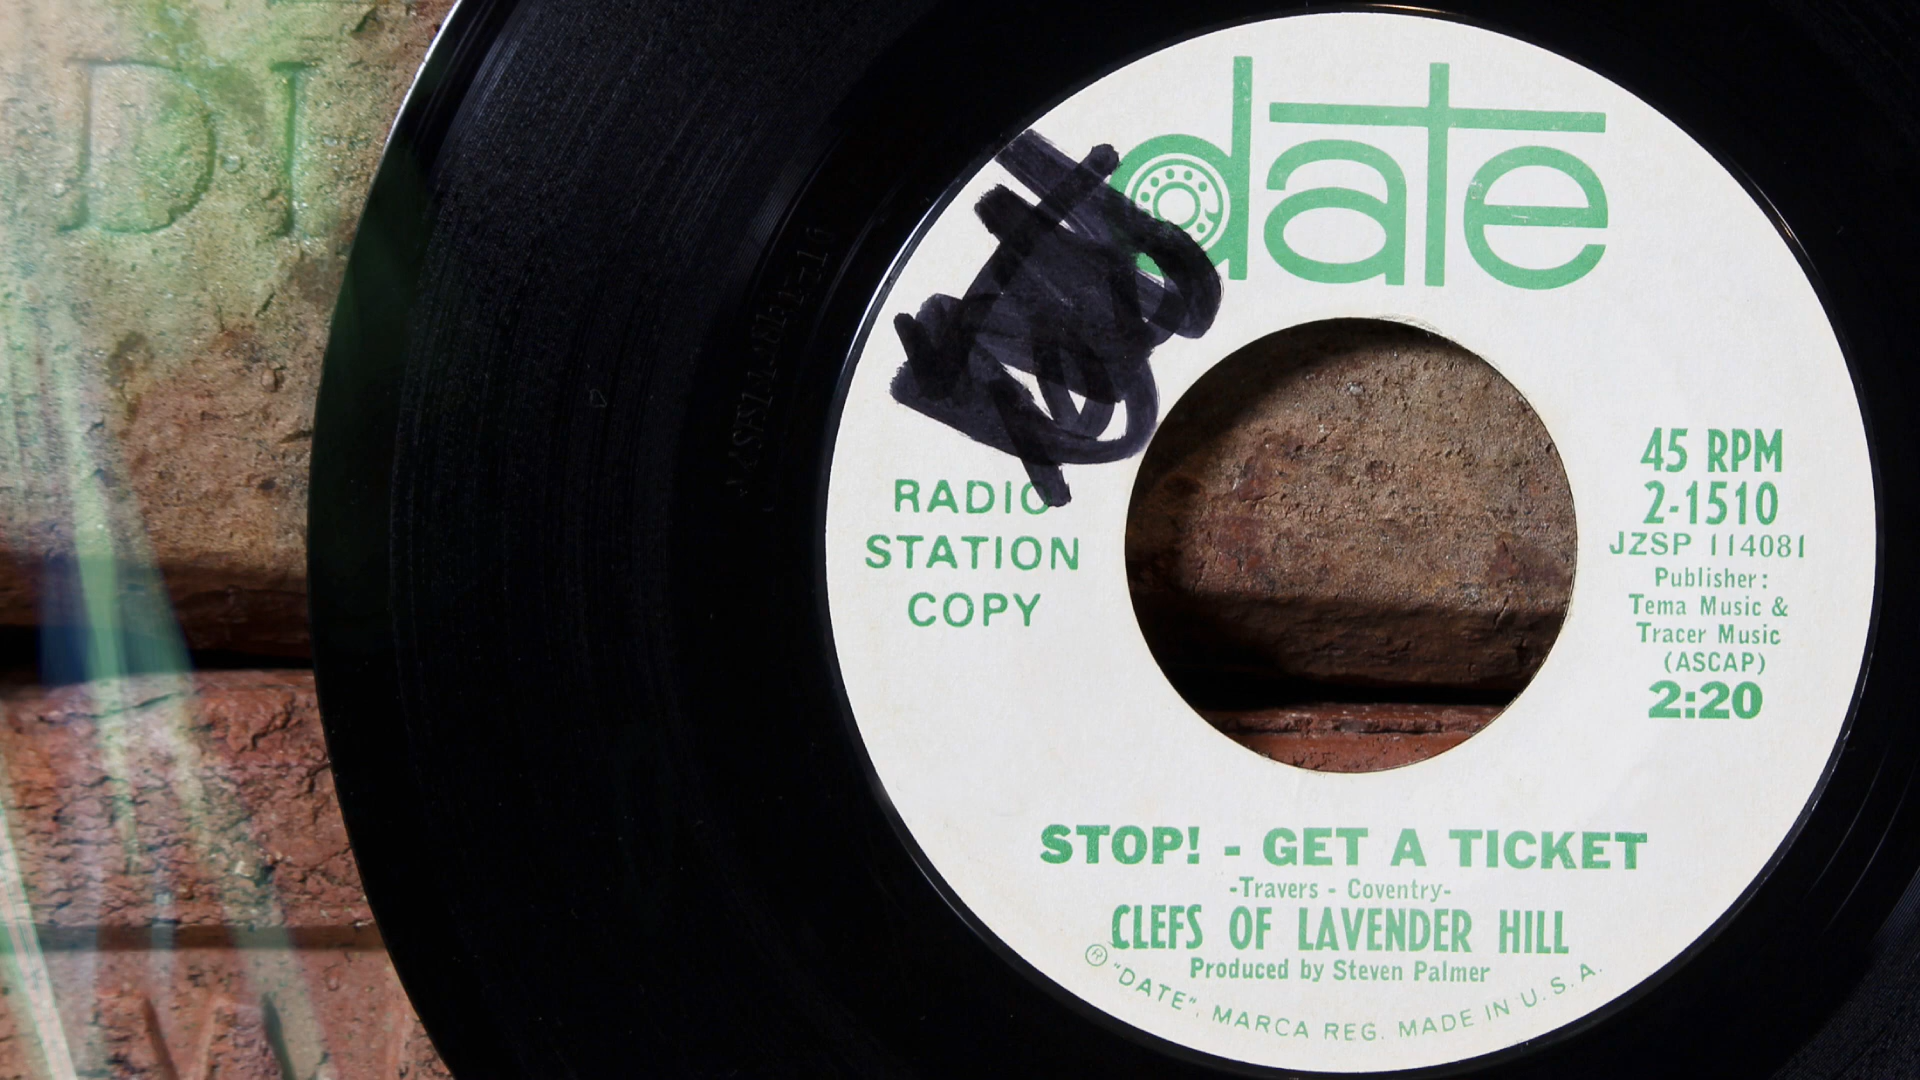 date
RADIO
STATION
COPY
45 RPM
2-1510
JZSP 114081
Publisher:
Tema Music &
Tracer Music
(ASCAP)
2:20
STOP! - GET A TICKET
-Travers - Coventry-
CLEFS OF LAVENDER HILL
Produced by Steven Palmer
® "DATE", MARCA REG. MADE IN U.S.A.